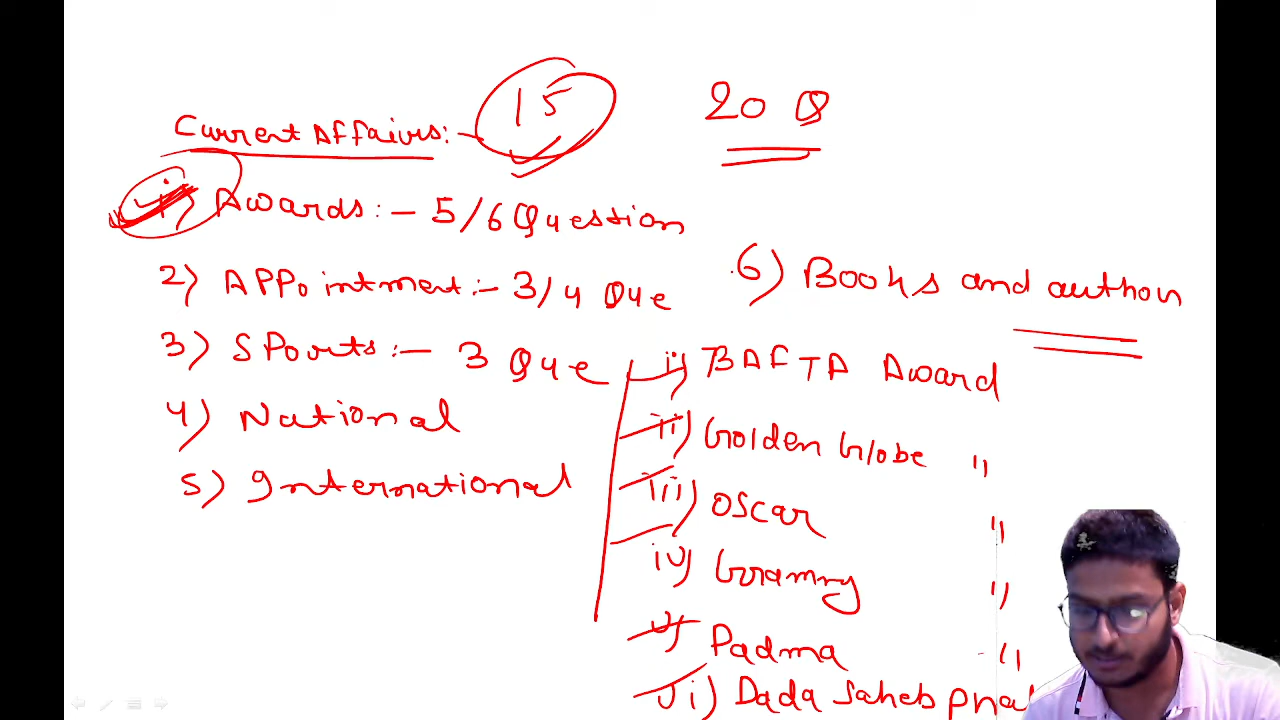 Current Affairs:- 15
20 Q
1) Awards:- 5/6 Question
2) Appointment:- 3/4 Que
3) Sports:- 3 Que
4) National
5) International
6) Books and author
i) BAFTA Award
ii) Golden Globe "
iii) Oscar "
iv) Grammy "
v) Padma "
vi) Dada Saheb Phal